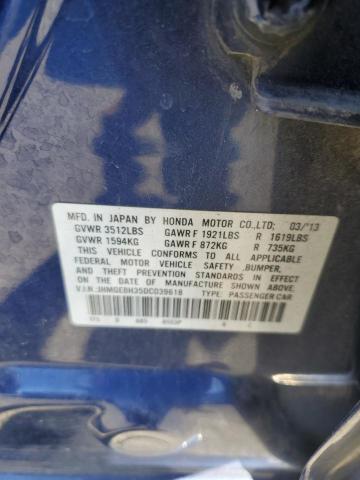 MFD. IN JAPAN BY HONDA MOTOR CO.,LTD. 03/'13
GVWR 3512LBS GAWR F 1921LBS R 1619LBS
GVWR 1594KG GAWR F 872KG R 735KG
THIS VEHICLE CONFORMS TO ALL APPLICABLE
FEDERAL MOTOR VEHICLE SAFETY ,BUMPER,
AND THEFT PREVENTION STANDARDS IN EFFECT
ON THE DATE OF MANUFACTURE SHOWN ABOVE.
V.I.N: JHMGE8H35DC039618 TYPE: PASSENGER CAR